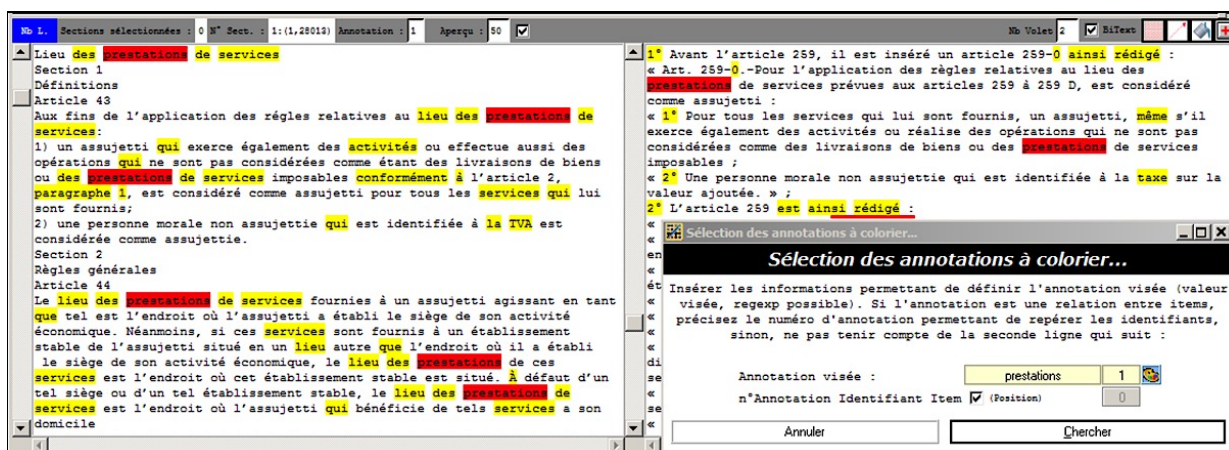 Nb L. Sections sélectionnées : 0 N° Sect. : 1:(1,28013) Annotation : 1 Aperçu : 50
Nb Volet 2 BiText
Lieu des prestations de services
Section 1
Définitions
Article 43
Aux fins de l'application des régles relatives au lieu des prestations de
services:
1) un assujetti qui exerce également des activités ou effectue aussi des
opérations qui ne sont pas considérées comme étant des livraisons de biens
ou des prestations de services imposables conformément à l'article 2,
paragraphe 1, est considéré comme assujetti pour tous les services qui lui
sont fournis;
2) une personne morale non assujettie qui est identifiée à la TVA est
considérée comme assujettie.
Section 2
Règles générales
Article 44
Le lieu des prestations de services fournies à un assujetti agissant en tant
que tel est l'endroit où l'assujetti a établi le siège de son activité
économique. Néanmoins, si ces services sont fournis à un établissement
stable de l'assujetti situé en un lieu autre que l'endroit où il a établi
le siège de son activité économique, le lieu des prestations de ces
services est l'endroit où cet établissement stable est situé. À défaut d'un
tel siège ou d'un tel établissement stable, le lieu des prestations de
services est l'endroit où l'assujetti qui bénéficie de tels services a son
domicile
1° Avant l'article 259, il est inséré un article 259-0 ainsi rédigé :
« Art. 259-0.-Pour l'application des règles relatives au lieu des
prestations de services prévues aux articles 259 à 259 D, est considéré
comme assujetti :
« 1° Pour tous les services qui lui sont fournis, un assujetti, même s'il
exerce également des activités ou réalise des opérations qui ne sont pas
considérées comme des livraisons de biens ou des prestations de services
imposables ;
« 2° Une personne morale non assujettie qui est identifiée à la taxe sur la
valeur ajoutée. » ;
2° L'article 259 est ainsi rédigé :
«
«
en
«
ét
«
«
«
di
se
«
se
«
Sélection des annotations à colorier...
Sélection des annotations à colorier...
Insérer les informations permettant de définir l'annotation visée (valeur
visée, regexp possible). Si l'annotation est une relation entre items,
précisez le numéro d'annotation permettant de repérer les identifiants,
sinon, ne pas tenir compte de la seconde ligne qui suit :
Annotation visée : prestations 1
n°Annotation Identifiant Item (Position) 0
Annuler Chercher